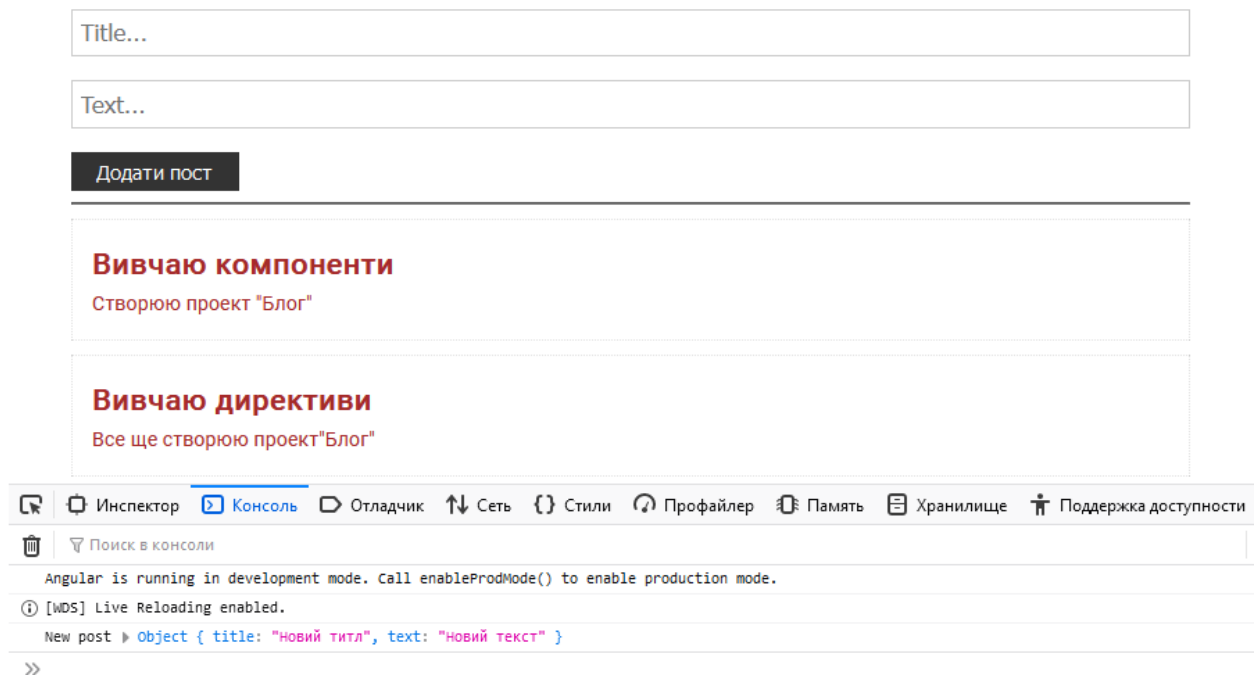 Title...
Text...
Додати пост
Вивчаю компоненти
Створюю проект "Блог"
Вивчаю директиви
Все ще створюю проект"Блог"
Инспектор Консоль Отладчик Сеть Стили Профайлер Память Хранилище Поддержка доступности
Поиск в консоли
Angular is running in development mode. Call enableProdMode() to enable production mode.
[WDS] Live Reloading enabled.
New post Object { title: "Новий титл", text: "Новий текст" }